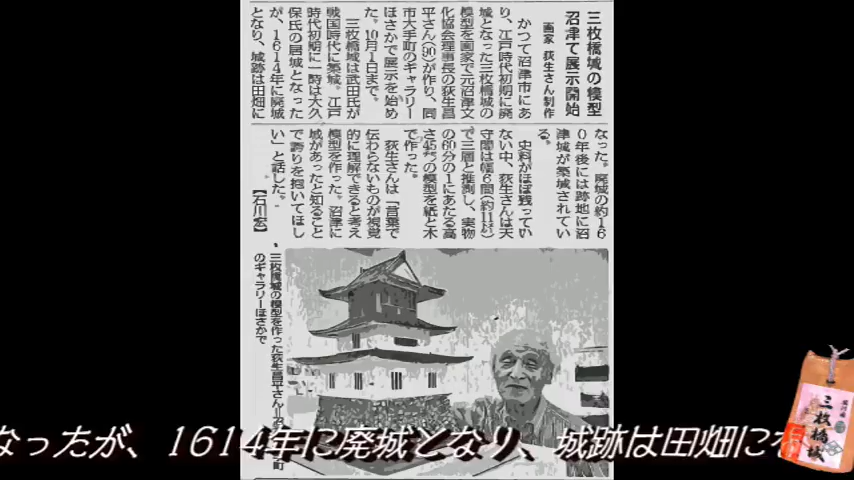 三枚橋城の模型
沼津で展示開始
画家 荻生さん制作
かつて沼津市にあ
り、江戸時代初期に廃
城となった三枚橋城の
模型を画家で元沼津文
化協会理事長の荻生昌
平さん(90)が作り、同
市大手町のギャラリー
ほさかで展示を始め
た。10月1日まで。
三枚橋城は武田氏が
戦国時代に築城。江戸
時代初期に一時は大久
保氏の居城となった
が、1614年に廃城
となり、城跡は田畑に
なった。廃城の約16
0年後には跡地に沼
津城が築城されてい
る。
史料がほぼ残ってい
ない中、荻生さんは天
守閣は幅6間(約11㍍)
で三層と推測し、実物
の60分の1にあたる高
さ45㌢の模型を紙と木
で作った。
荻生さんは「言葉で
伝わらないものが視覚
的に理解できると考え
模型を作った。沼津に
城があったと知ること
で誇りを抱いてほし
い」と話した。
【石川宏】
三枚橋城の模型を作った荻生昌平さん=沼
町
のギャラリーほさかで
なったが、1614年に廃城となり、城跡は田畑にな
三枚橋城